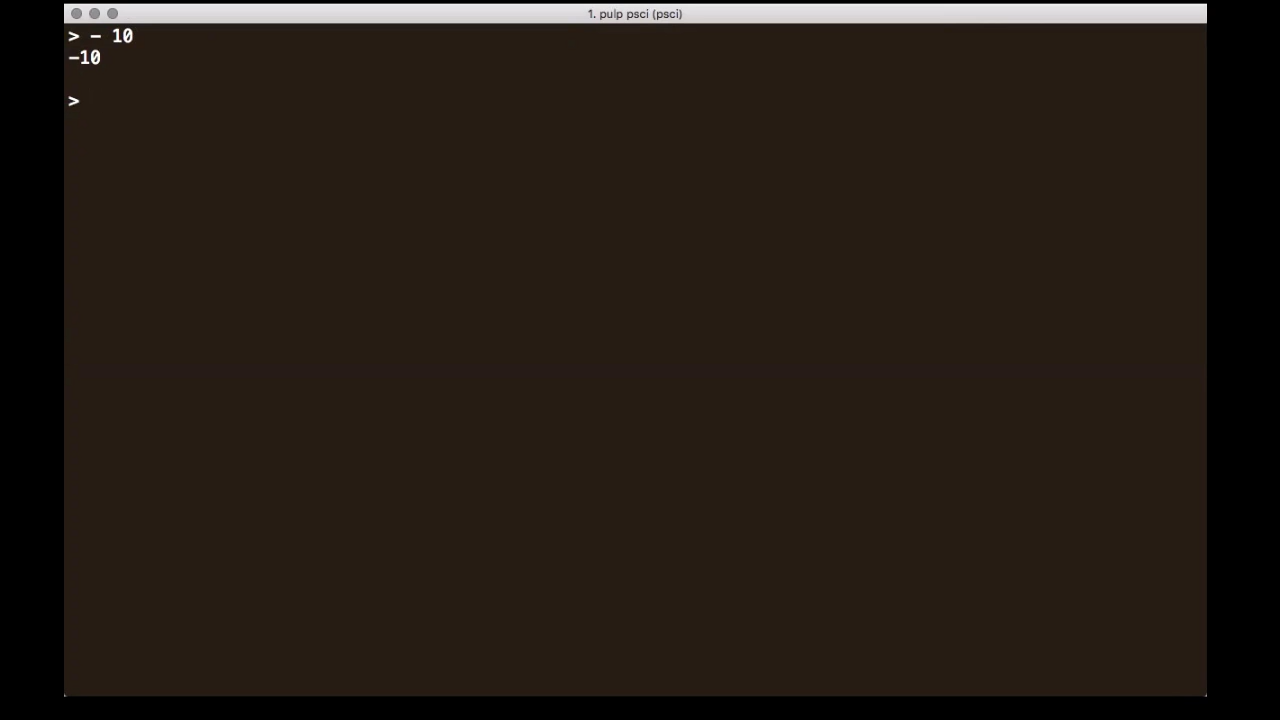 1. pulp psci (psci)
> - 10
-10
>